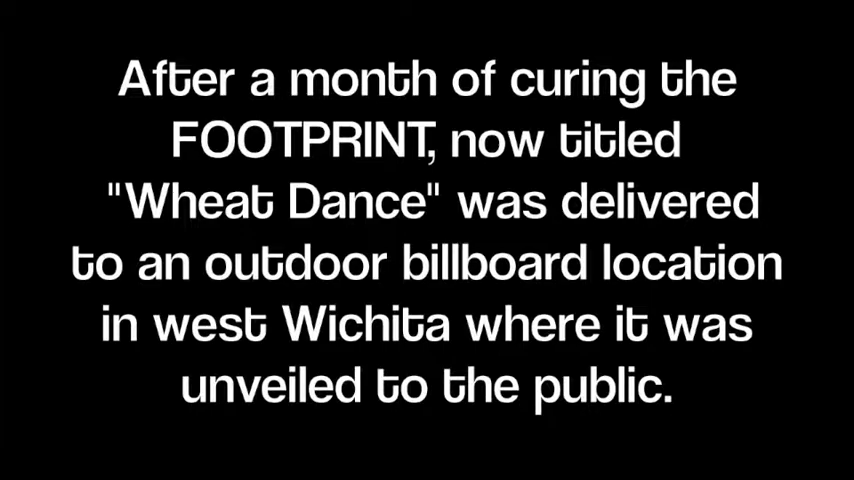 After a month of curing the
FOOTPRINT, now titled
"Wheat Dance" was delivered
to an outdoor billboard location
in west Wichita where it was
unveiled to the public.